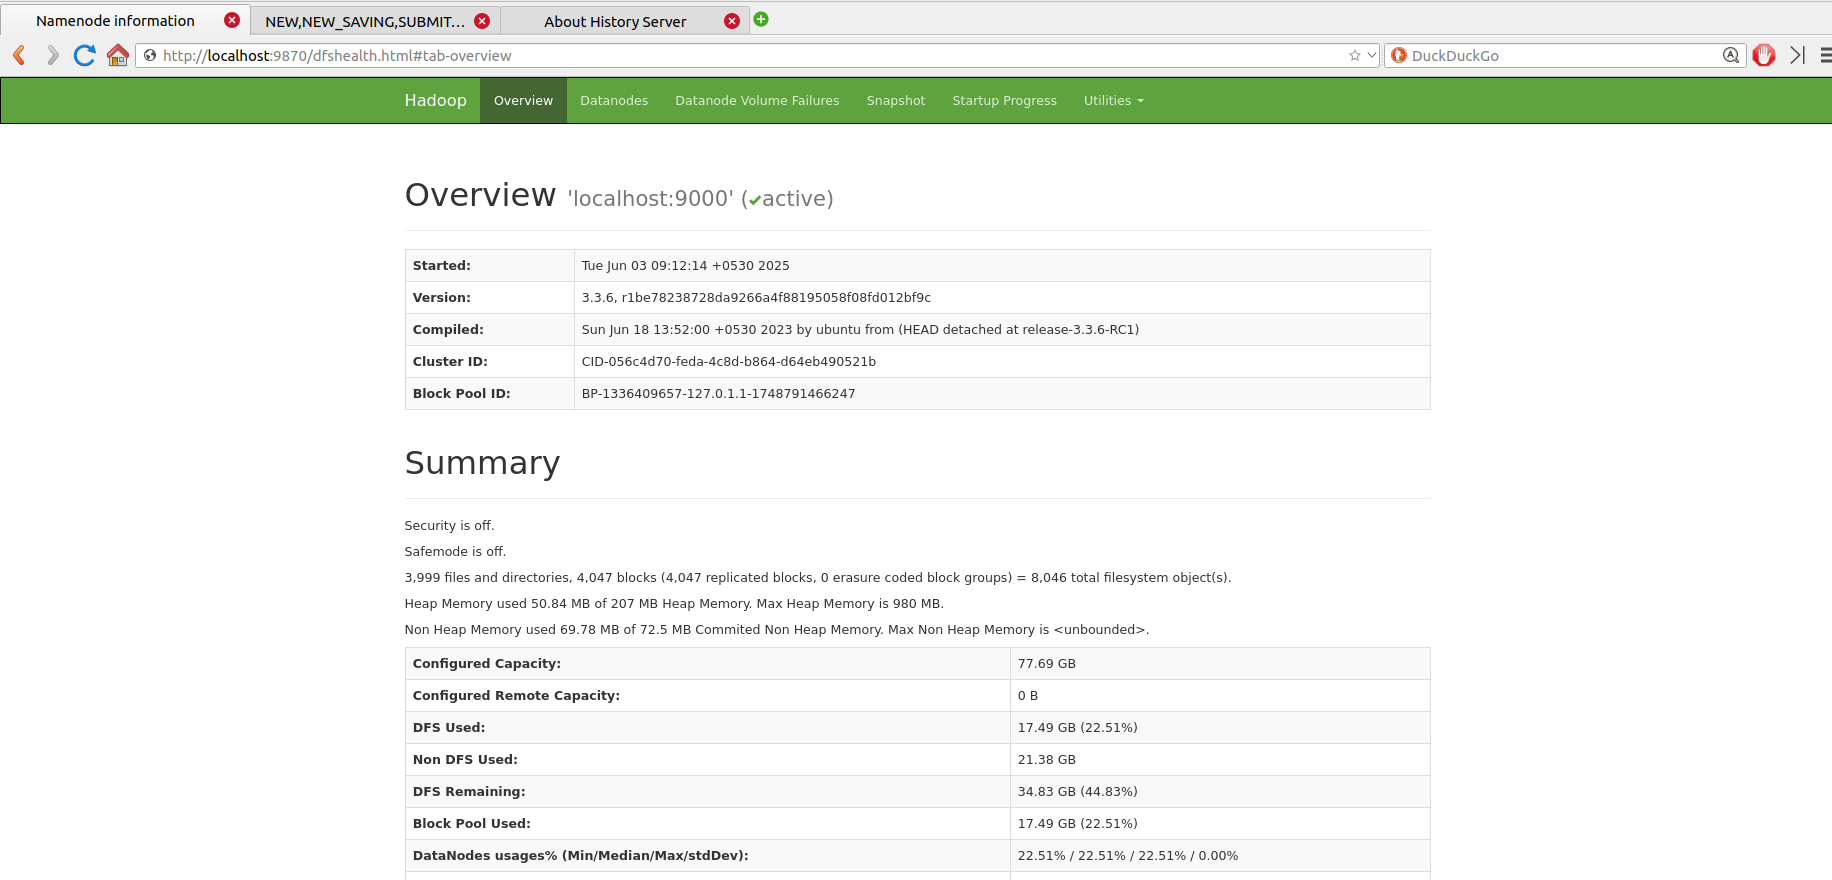 Namenode information NEW,NEW_SAVING,SUBMIT... About History Server
http://localhost:9870/dfshealth.html#tab-overview DuckDuckGo
Hadoop Overview Datanodes Datanode Volume Failures Snapshot Startup Progress Utilities
Overview 'localhost:9000' (✔active)
Started: Tue Jun 03 09:12:14 +0530 2025
Version: 3.3.6, r1be78238728da9266a4f88195058f08fd012bf9c
Compiled: Sun Jun 18 13:52:00 +0530 2023 by ubuntu from (HEAD detached at release-3.3.6-RC1)
Cluster ID: CID-056c4d70-feda-4c8d-b864-d64eb490521b
Block Pool ID: BP-1336409657-127.0.1.1-1748791466247
Summary
Security is off.
Safemode is off.
3,999 files and directories, 4,047 blocks (4,047 replicated blocks, 0 erasure coded block groups) = 8,046 total filesystem object(s).
Heap Memory used 50.84 MB of 207 MB Heap Memory. Max Heap Memory is 980 MB.
Non Heap Memory used 69.78 MB of 72.5 MB Commited Non Heap Memory. Max Non Heap Memory is <unbounded>.
Configured Capacity: 77.69 GB
Configured Remote Capacity: 0 B
DFS Used: 17.49 GB (22.51%)
Non DFS Used: 21.38 GB
DFS Remaining: 34.83 GB (44.83%)
Block Pool Used: 17.49 GB (22.51%)
DataNodes usages% (Min/Median/Max/stdDev): 22.51% / 22.51% / 22.51% / 0.00%